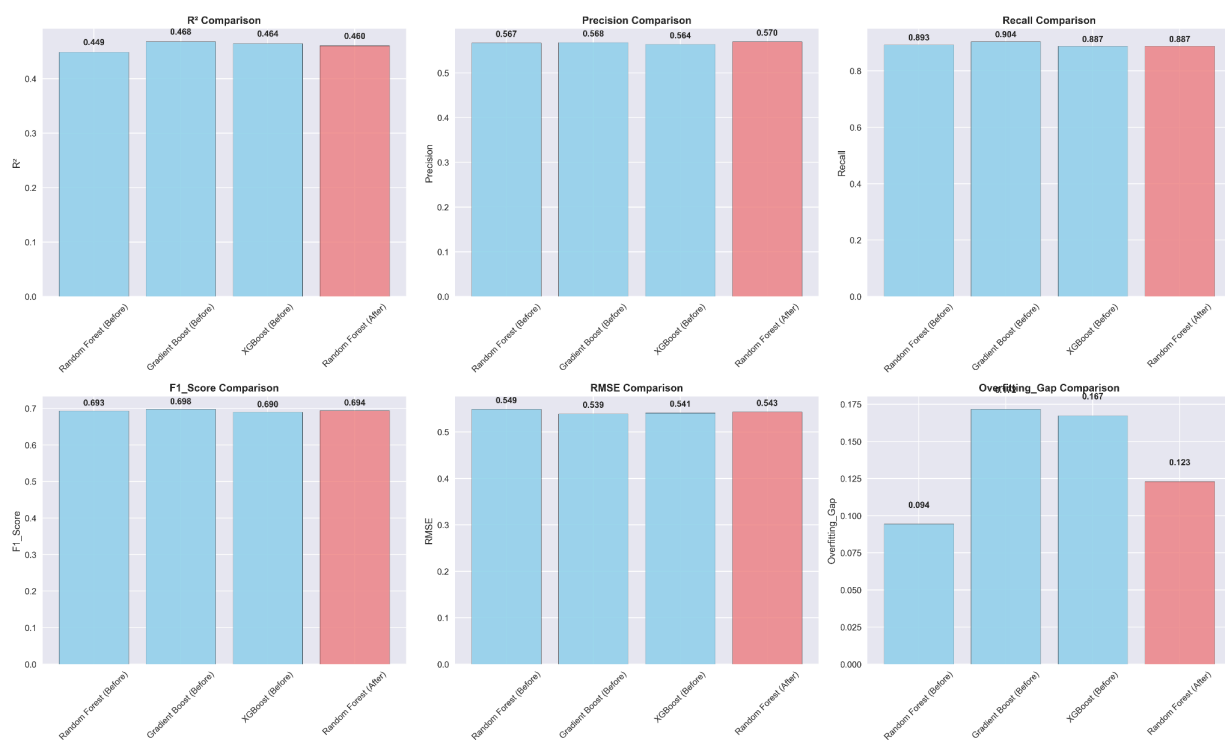 R² Comparison
0.449
0.468
0.464
0.460
0.4
0.3
0.2
0.1
0.0
R²
Random Forest (Before)
Gradient Boost (Before)
XGBoost (Before)
Random Forest (After)
Precision Comparison
0.567
0.568
0.564
0.570
0.5
0.4
0.3
0.2
0.1
0.0
Precision
Random Forest (Before)
Gradient Boost (Before)
XGBoost (Before)
Random Forest (After)
Recall Comparison
0.893
0.904
0.887
0.887
0.8
0.6
0.4
0.2
0.0
Recall
Random Forest (Before)
Gradient Boost (Before)
XGBoost (Before)
Random Forest (After)
F1_Score Comparison
0.693
0.698
0.690
0.694
0.7
0.6
0.5
0.4
0.3
0.2
0.1
0.0
F1_Score
Random Forest (Before)
Gradient Boost (Before)
XGBoost (Before)
Random Forest (After)
RMSE Comparison
0.549
0.539
0.541
0.543
0.5
0.4
0.3
0.2
0.1
0.0
RMSE
Random Forest (Before)
Gradient Boost (Before)
XGBoost (Before)
Random Forest (After)
Overfitting_Gap Comparison
0.094
0.167
0.123
0.175
0.150
0.125
0.100
0.075
0.050
0.025
0.000
Overfitting_Gap
Random Forest (Before)
Gradient Boost (Before)
XGBoost (Before)
Random Forest (After)